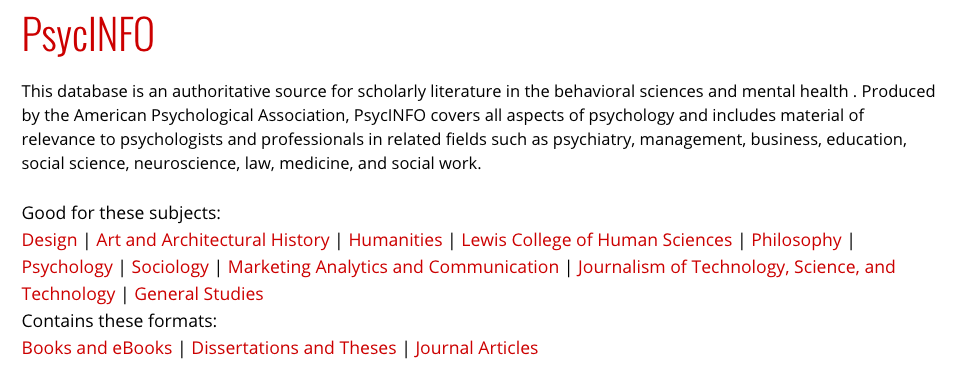 PsycINFO
This database is an authoritative source for scholarly literature in the behavioral sciences and mental health . Produced
by the American Psychological Association, PsycINFO covers all aspects of psychology and includes material of
relevance to psychologists and professionals in related fields such as psychiatry, management, business, education,
social science, neuroscience, law, medicine, and social work.
Good for these subjects:
Design | Art and Architectural History | Humanities | Lewis College of Human Sciences | Philosophy |
Psychology | Sociology | Marketing Analytics and Communication | Journalism of Technology, Science, and
Technology | General Studies
Contains these formats:
Books and eBooks | Dissertations and Theses | Journal Articles